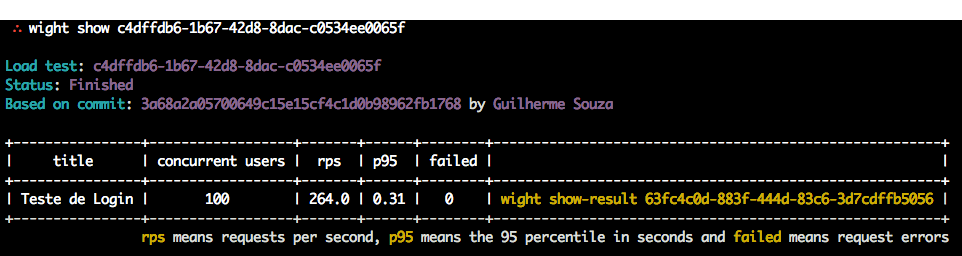 ∴ wight show c4dffdb6-1b67-42d8-8dac-c0534ee0065f
Load test: c4dffdb6-1b67-42d8-8dac-c0534ee0065f
Status: Finished
Based on commit: 3a68a2a05700649c15e15cf4c1d0b98962fb1768 by Guilherme Souza
+----------------+------------------+-------+------+--------+--------------------------------------------------------+
| title | concurrent users | rps | p95 | failed | |
+----------------+------------------+-------+------+--------+--------------------------------------------------------+
| Teste de Login | 100 | 264.0 | 0.31 | 0 | wight show-result 63fc4c0d-883f-444d-83c6-3d7cdffb5056 |
+----------------+------------------+-------+------+--------+--------------------------------------------------------+
rps means requests per second, p95 means the 95 percentile in seconds and failed means request errors